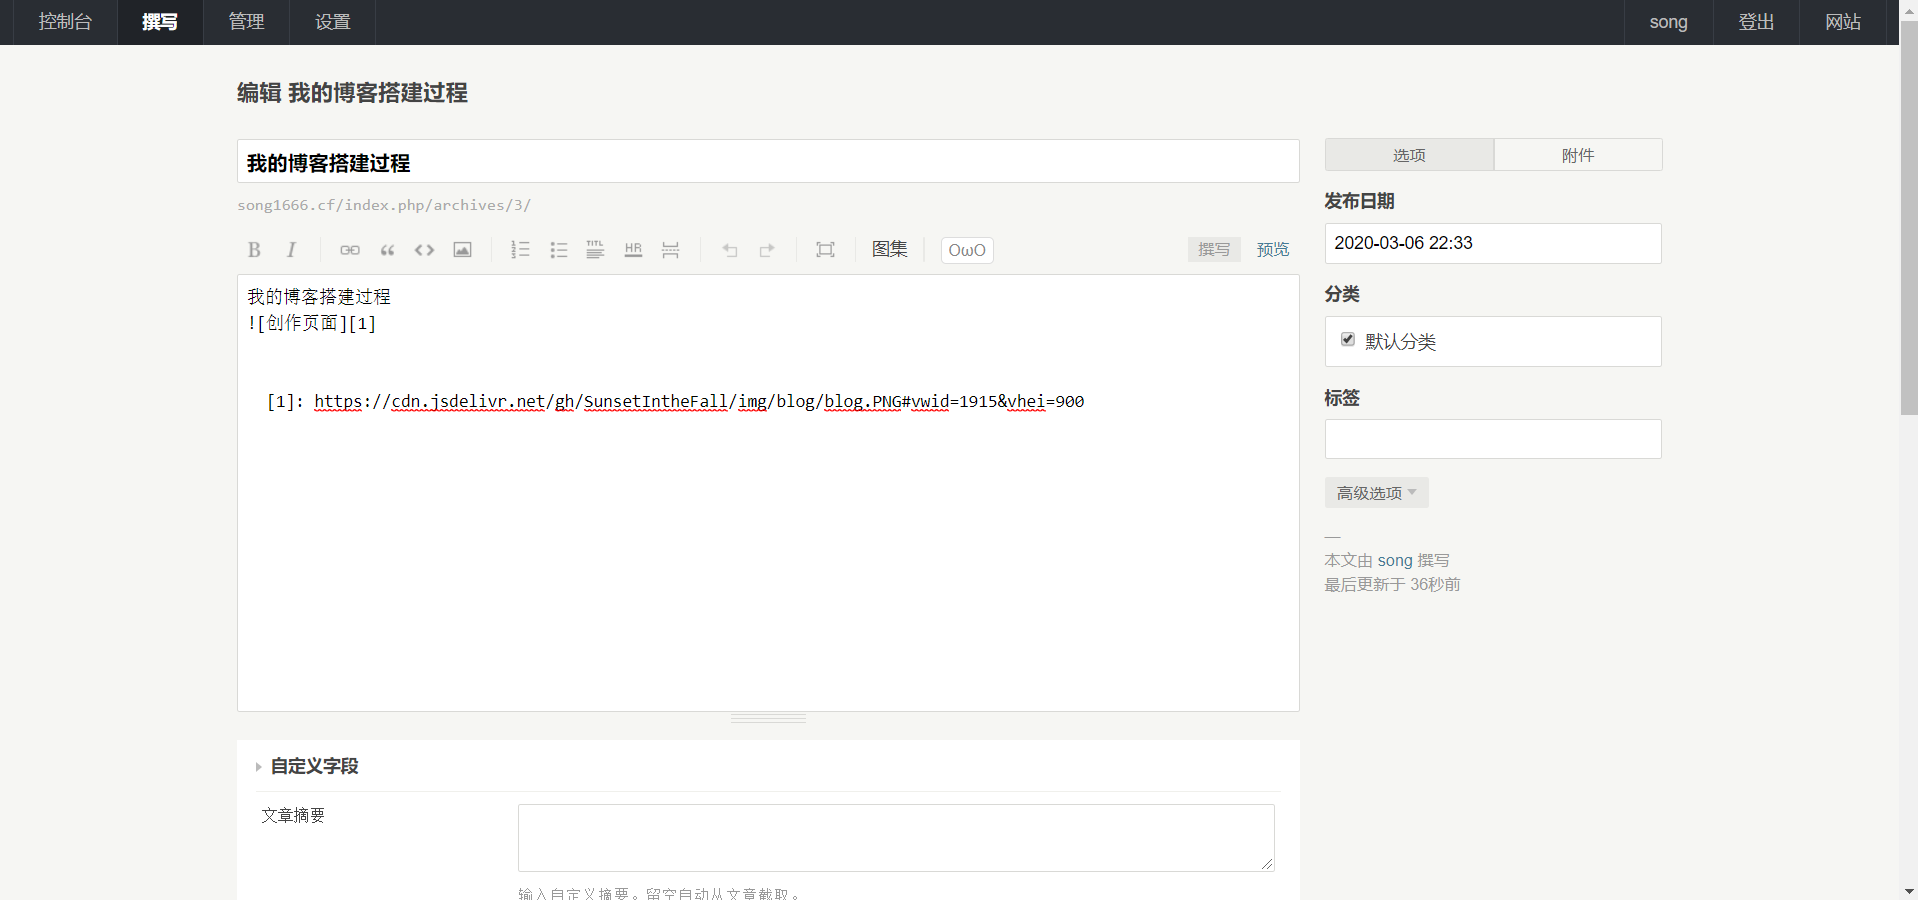 控制台 撰写 管理 设置 song 登出 网站
编辑 我的博客搭建过程
我的博客搭建过程
song1666.cf/index.php/archives/3/
B I TITL HR 图集 OωO 撰写 预览
我的博客搭建过程
![创作页面][1]
[1]: https://cdn.jsdelivr.net/gh/SunsetIntheFall/img/blog/blog.PNG#vwid=1915&vhei=900
自定义字段
文章摘要
输入自定义摘要。留空自动从文章截取。
选项 附件
发布日期
2020-03-06 22:33
分类
默认分类
标签
高级选项
—
本文由 song 撰写
最后更新于 36秒前